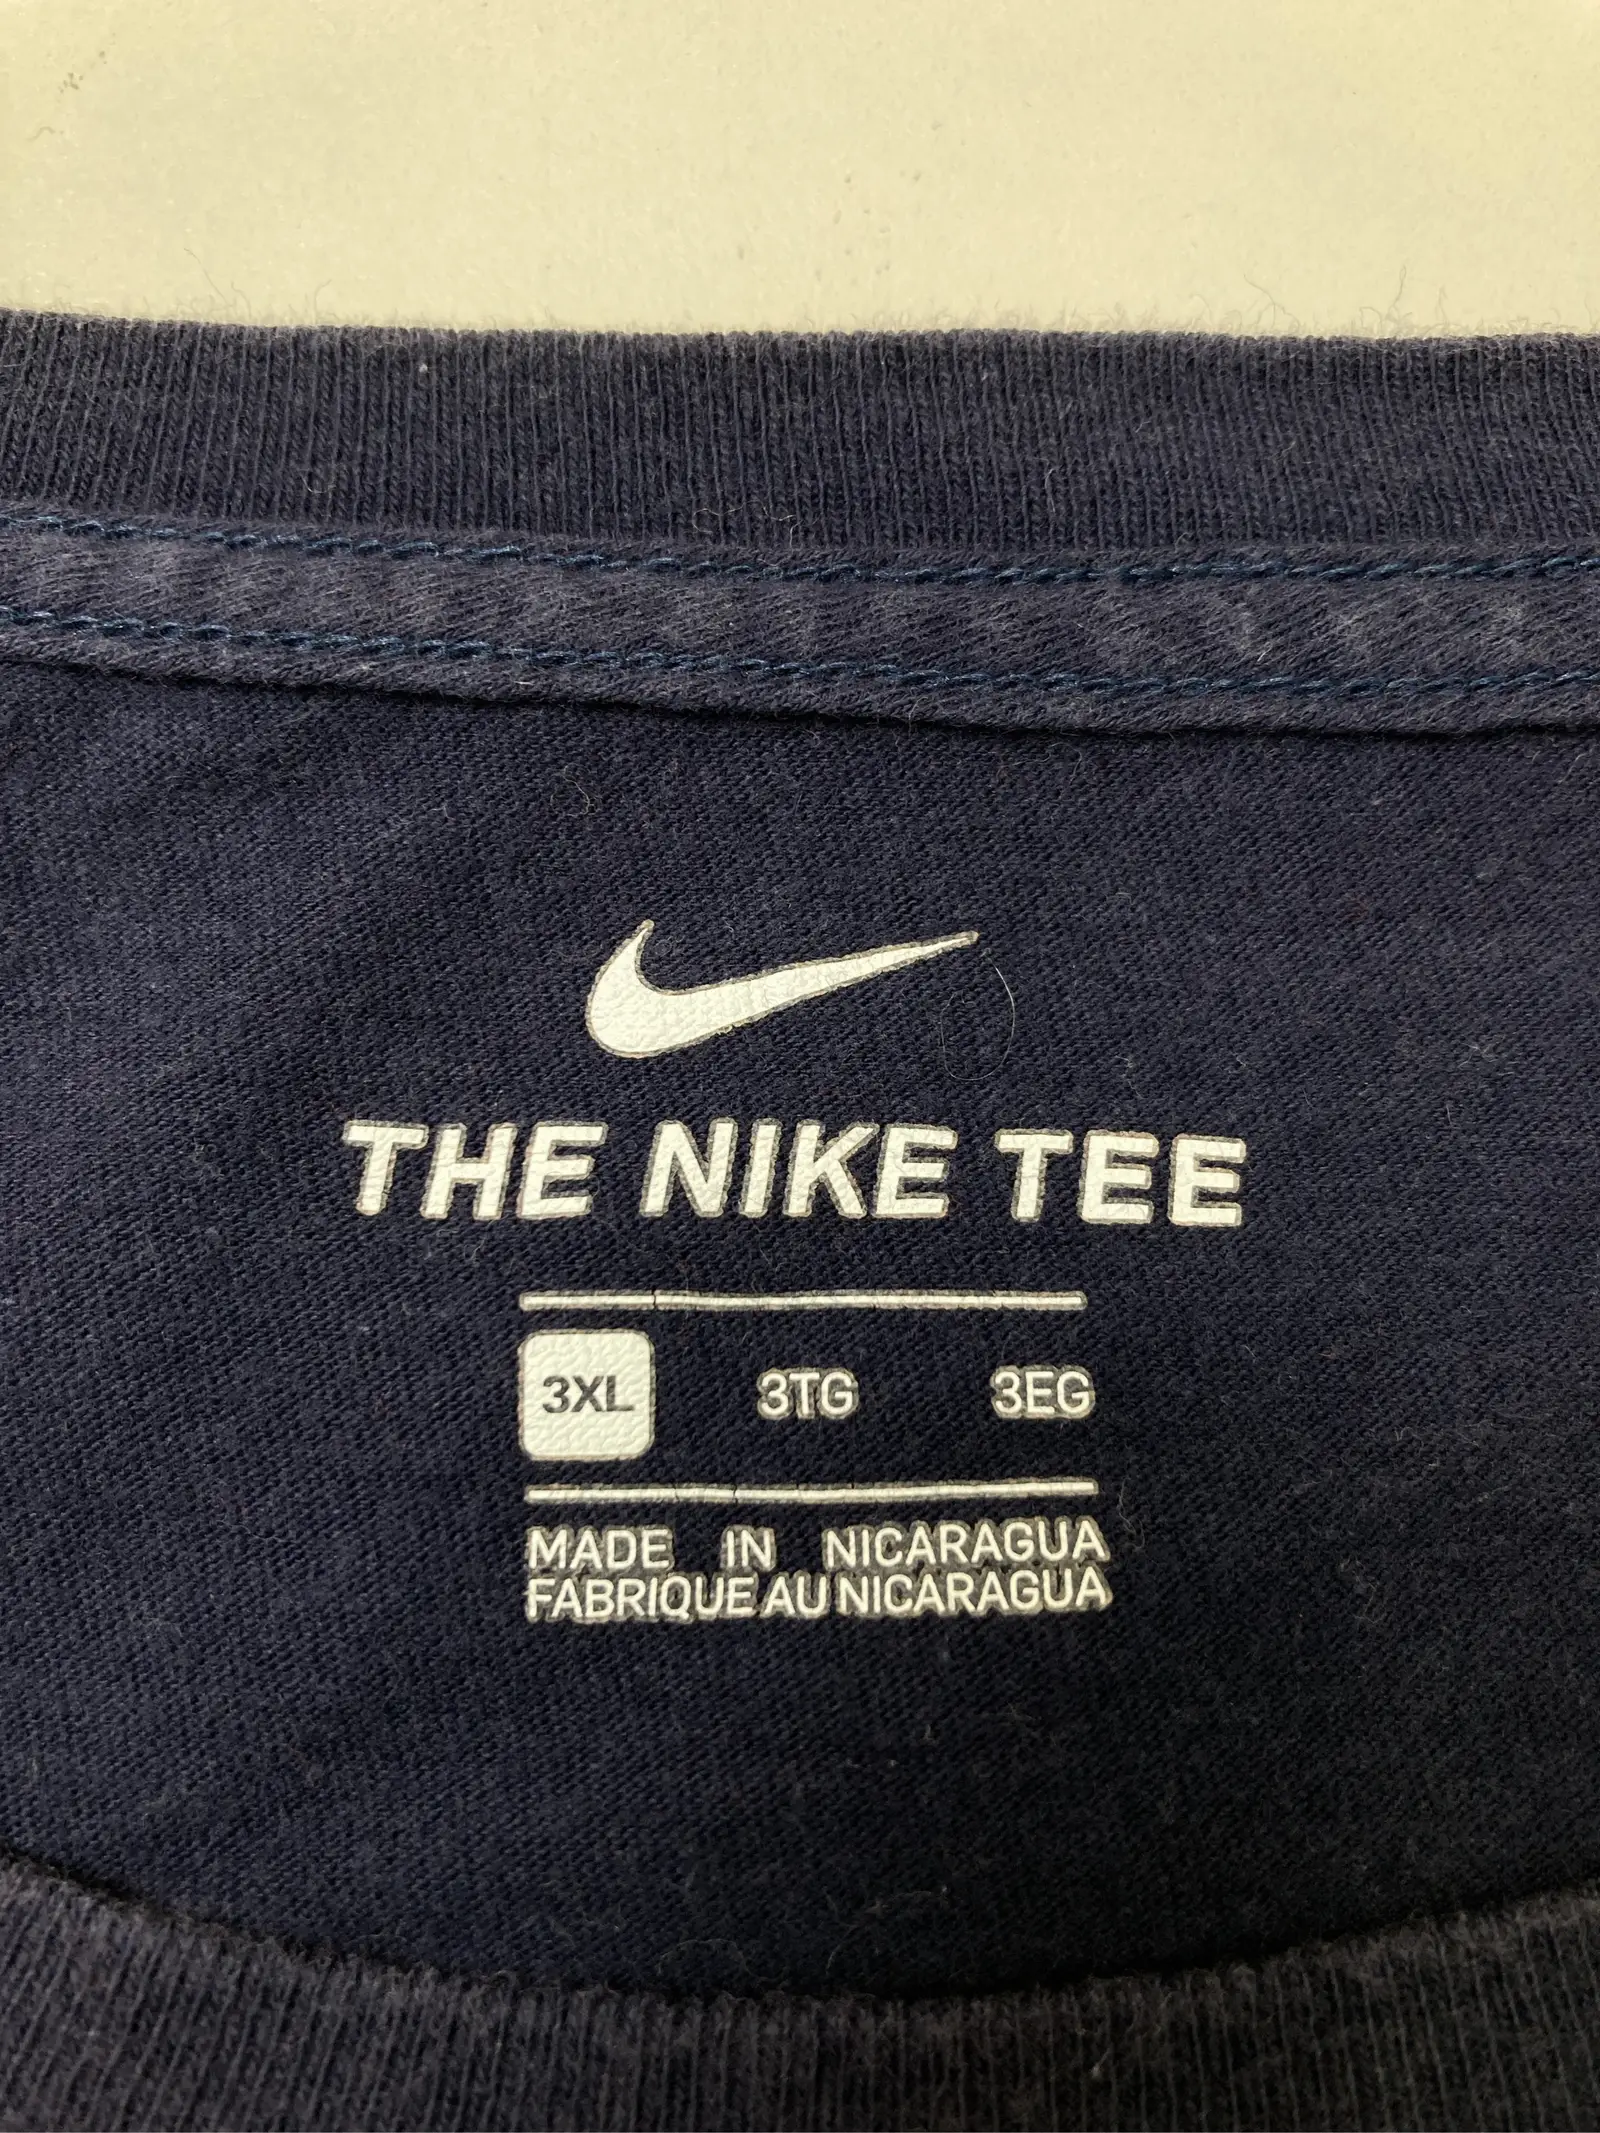 THE NIKE TEE
3XL 3TG 3EG
MADE IN NICARAGUA
FABRIQUE AU NICARAGUA